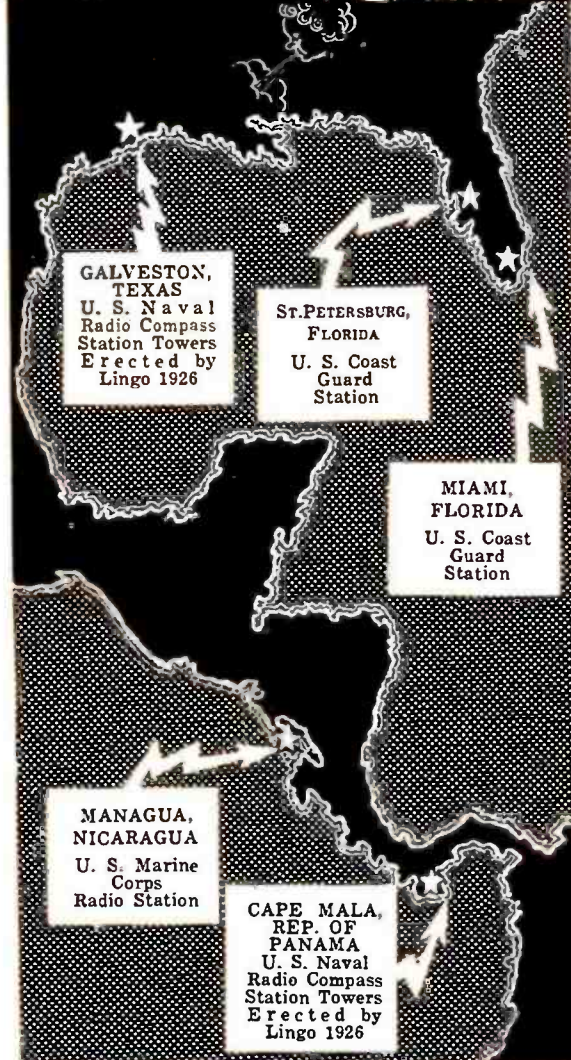 GALVESTON,
TEXAS
U. S. Naval
Radio Compass
Station Towers
Erected by
Lingo 1926
ST. PETERSBURG,
FLORIDA
U. S. Coast
Guard
Station
MIAMI,
FLORIDA
U. S. Coast
Guard
Station
MANAGUA,
NICARAGUA
U. S. Marine
Corps
Radio Station
CAPE MALA,
REP. OF
PANAMA
U. S. Naval
Radio Compass
Station Towers
Erected by
Lingo 1926